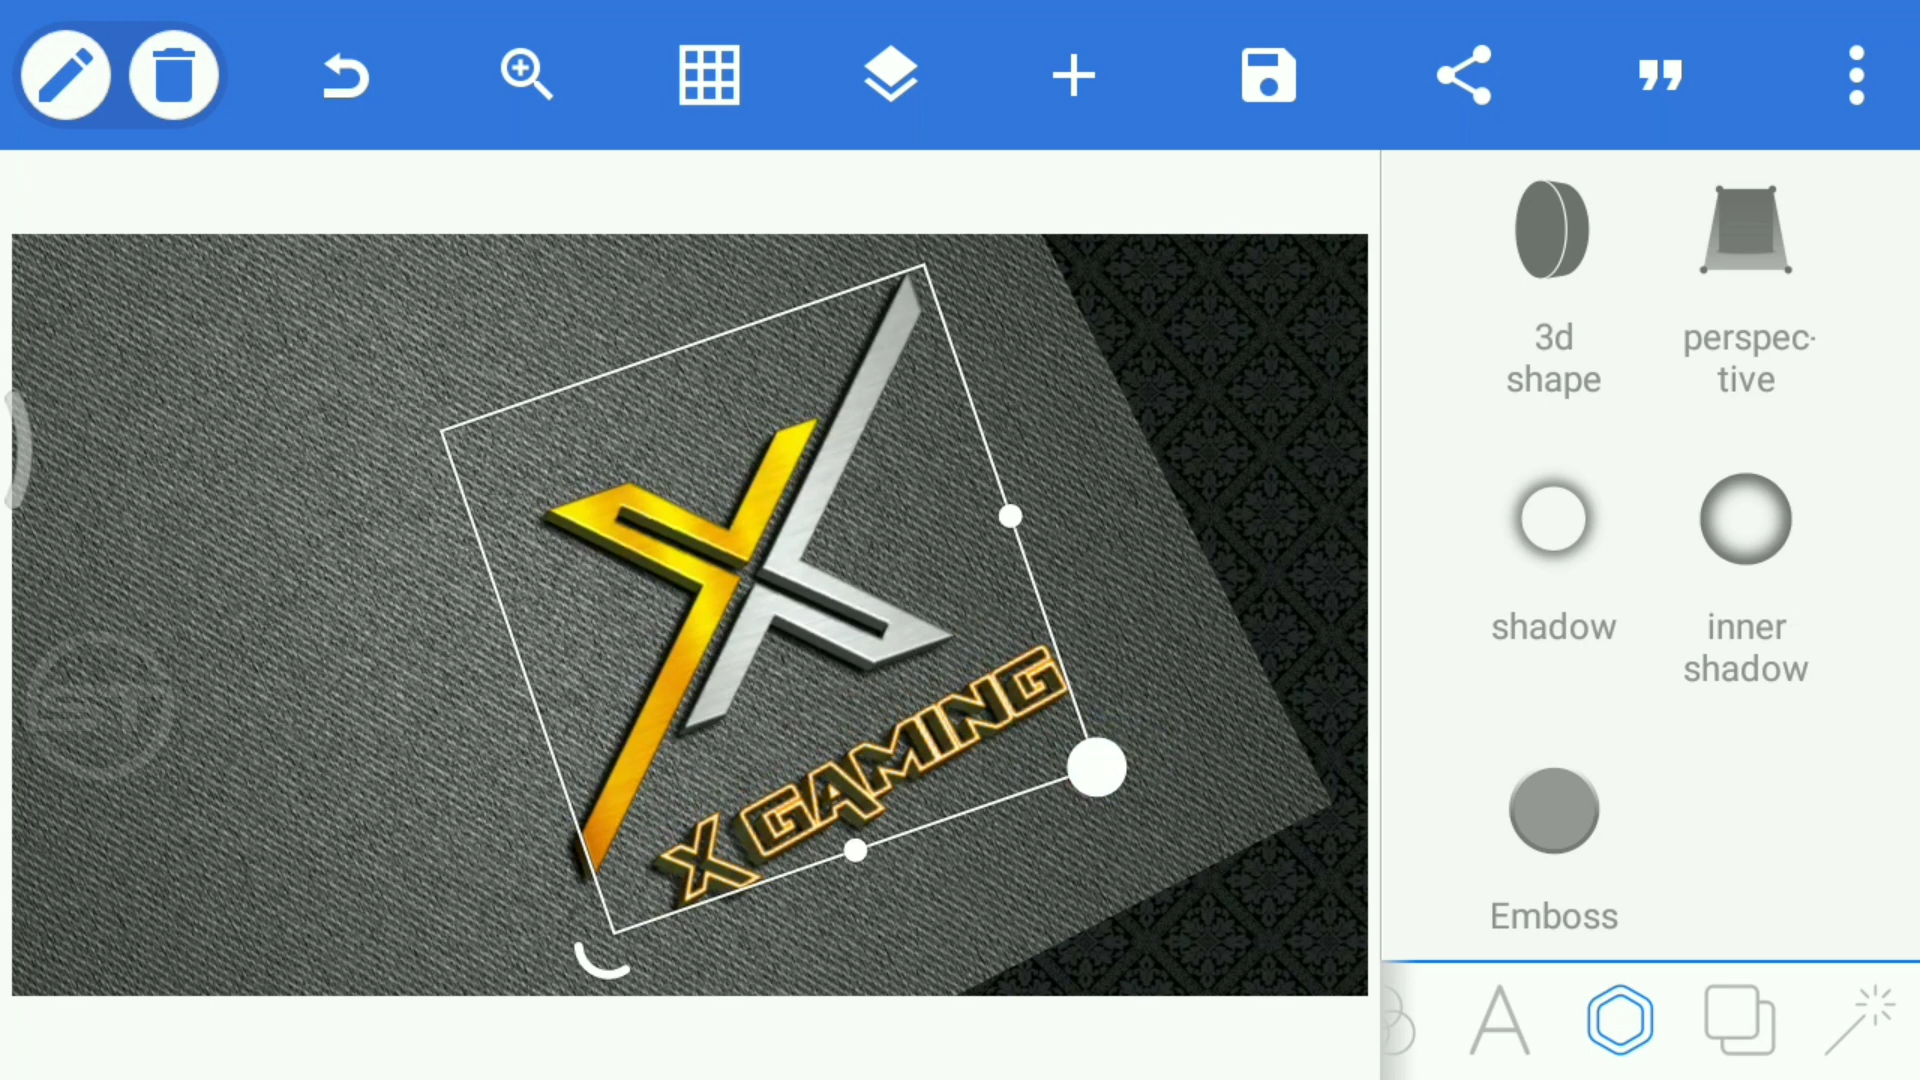 3d
shape
perspec-
tive
shadow
inner
shadow
X GAMING
Emboss
A